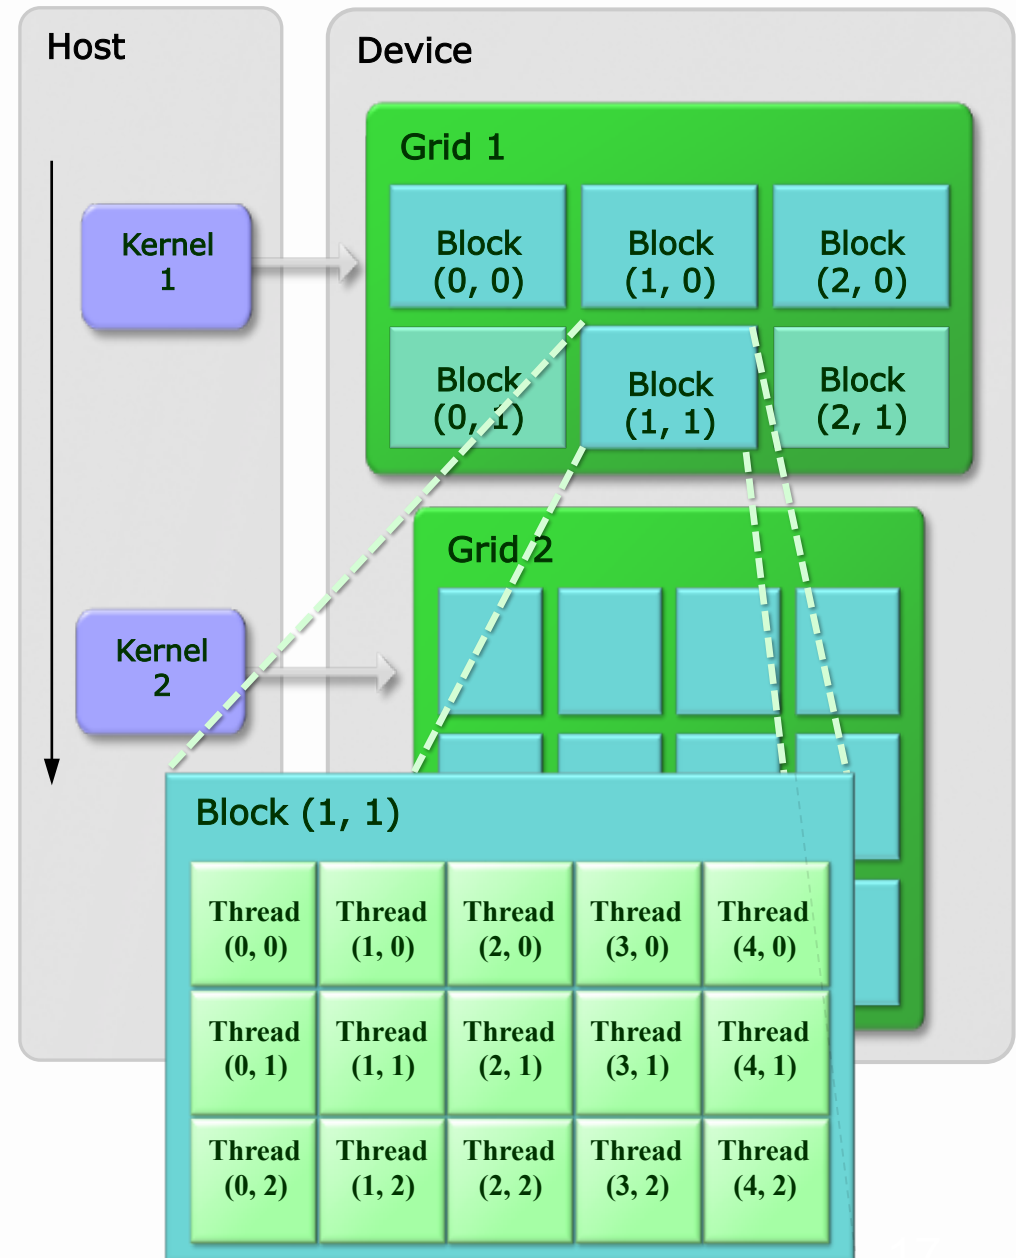 Host
Device
Grid 1
Kernel
1
Block
(0, 0)
Block
(1, 0)
Block
(2, 0)
Block
(0, 1)
Block
(1, 1)
Block
(2, 1)
Grid 2
Kernel
2
Block (1, 1)
Thread
(0, 0)
Thread
(1, 0)
Thread
(2, 0)
Thread
(3, 0)
Thread
(4, 0)
Thread
(0, 1)
Thread
(1, 1)
Thread
(2, 1)
Thread
(3, 1)
Thread
(4, 1)
Thread
(0, 2)
Thread
(1, 2)
Thread
(2, 2)
Thread
(3, 2)
Thread
(4, 2)